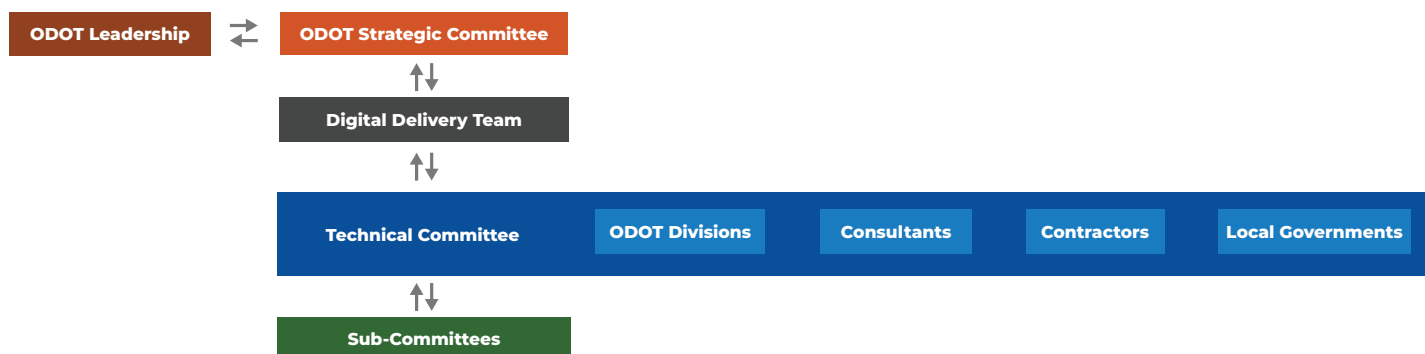 ODOT Leadership
ODOT Strategic Committee
Digital Delivery Team
Technical Committee
ODOT Divisions
Consultants
Contractors
Local Governments
Sub-Committees